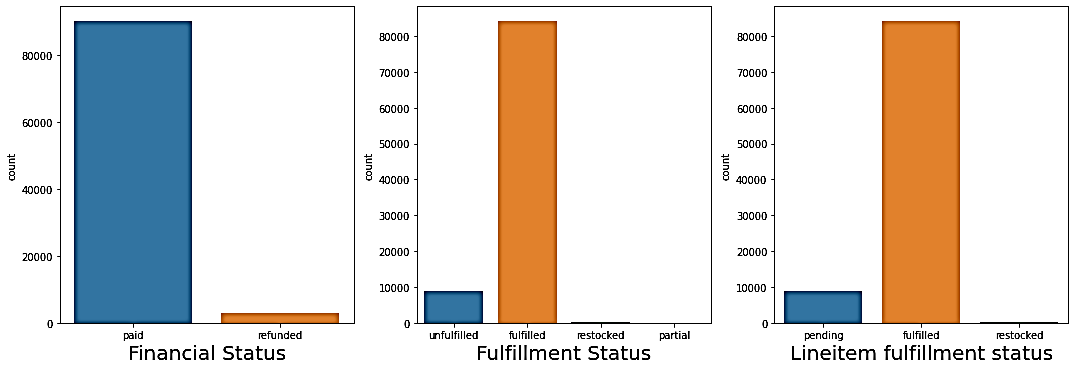 80000
60000
40000
20000
0
count
paid refunded
Financial Status
80000
70000
60000
50000
40000
30000
20000
10000
0
count
unfulfilled fulfilled restocked partial
Fulfillment Status
80000
70000
60000
50000
40000
30000
20000
10000
0
count
pending fulfilled restocked
Lineitem fulfillment status